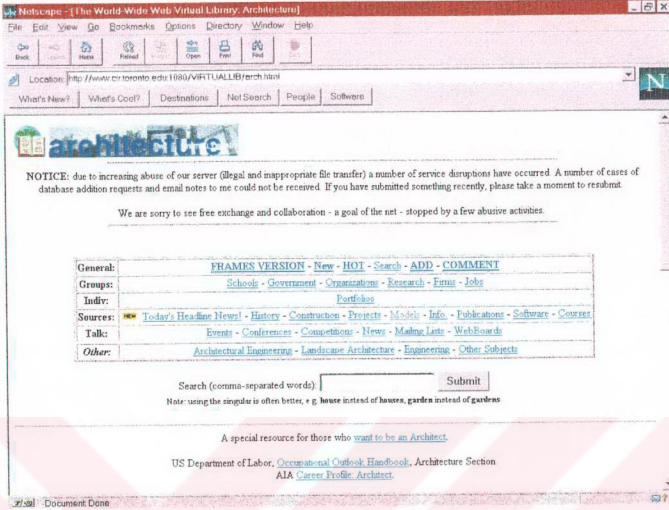 Netscape - [The World-Wide Web Virtual Library: Architecture]
File Edit View Go Bookmarks Options Directory Window Help
Back Home Reload Open Print Find
Location: http://www.clr.toronto.edu:1080/VIRTUALLIB/arch.html
N
What's New? What's Cool? Destinations Net Search People Software
architecture
NOTICE: due to increasing abuse of our server (illegal and inappropriate file transfer) a number of service disruptions have occurred. A number of cases of
database addition requests and email notes to me could not be received. If you have submitted something recently, please take a moment to resubmit.
We are sorry to see free exchange and collaboration - a goal of the net - stopped by a few abusive activities.
General: FRAMES VERSION - New - HOT - Search - ADD - COMMENT
Groups: Schools - Government - Organizations - Research - Firms - Jobs
Indiv: Portfolios
Sources: NEW Today's Headline News! - History - Construction - Projects - Models - Info. - Publications - Software - Courses
Talk: Events - Conferences - Competitions - News - Mailing Lists - WebBoards
Other: Architectural Engineering - Landscape Architecture - Engineering - Other Subjects
Search (comma-separated words): Submit
Note: using the singular is often better, e.g. house instead of houses, garden instead of gardens
A special resource for those who want to be an Architect.
US Department of Labor, Occupational Outlook Handbook, Architecture Section.
AIA Career Profile: Architect.
Document: Done